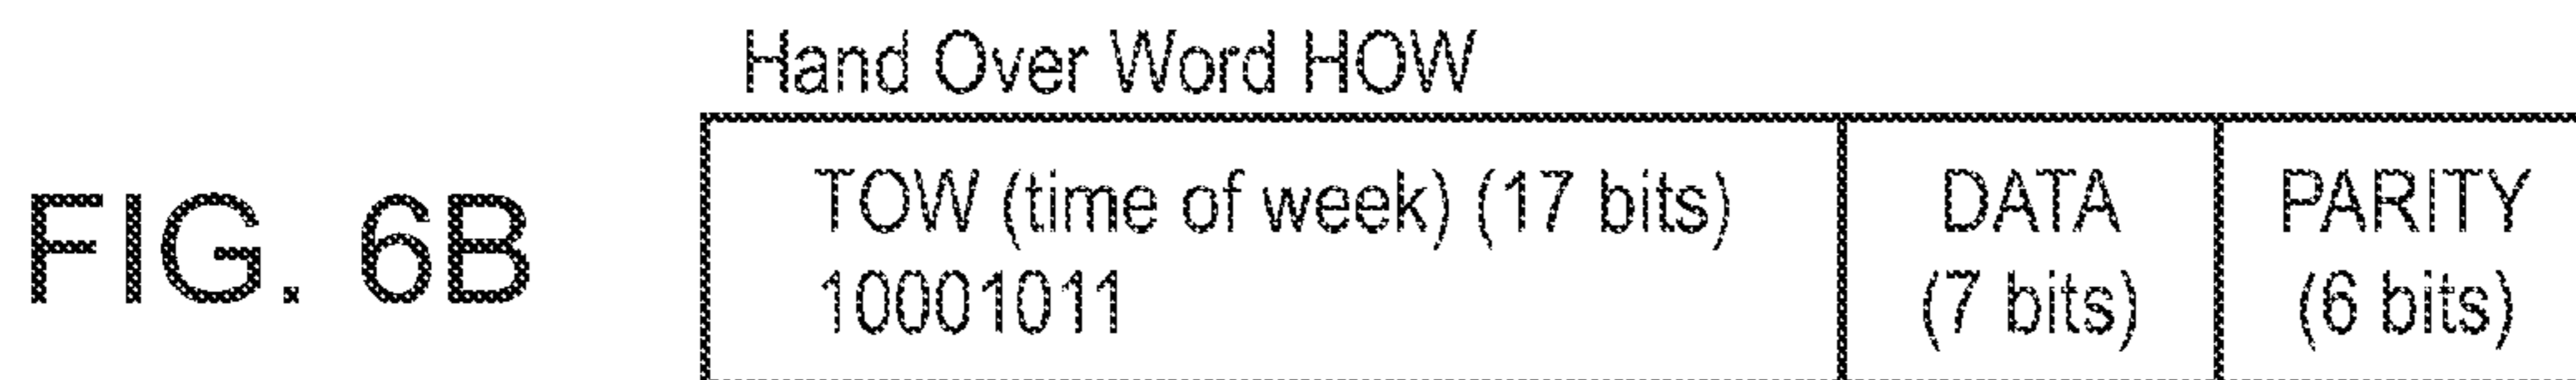 Hand Over Word HOW
FIG. 6B
TOW (time of week) (17 bits)
10001011
DATA
(7 bits)
PARITY
(6 bits)